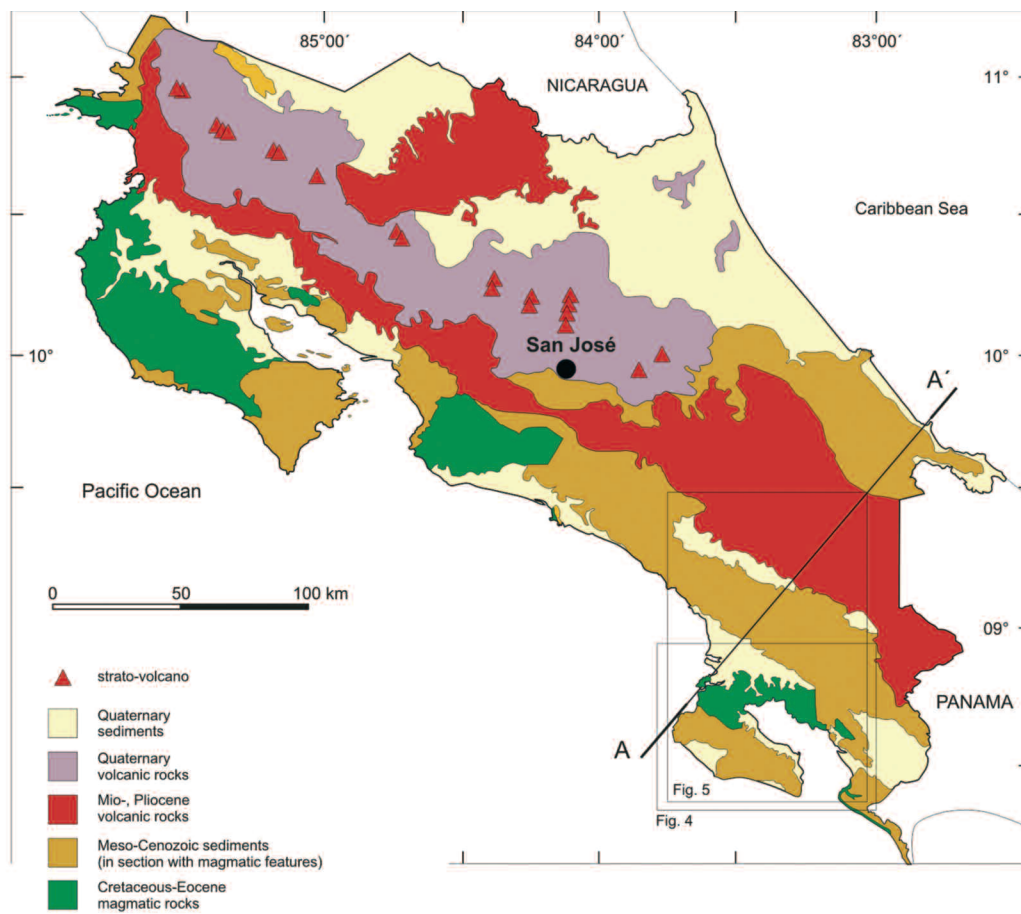 85°00´
84°00´
83°00´
NICARAGUA
11°
Caribbean Sea
San José
10°
10°
A´
Pacific Ocean
0
50
100 km
09°
strato-volcano
PANAMA
Quaternary
sediments
A
Quaternary
volcanic rocks
Fig. 5
Mio-, Pliocene
volcanic rocks
Fig. 4
Meso-Cenozoic sediments
(in section with magmatic features)
Cretaceous-Eocene
magmatic rocks